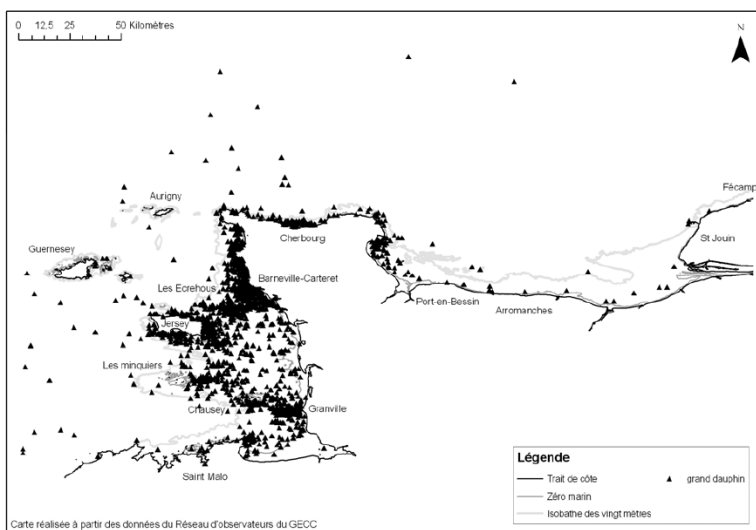 0 12.5 25 50 Kilomètres
N
Fécamp
Aurigny
St Jouin
Cherbourg
Guernesey
Barneville-Carteret
Les Ecrehous
Port-en-Bessin
Arromanches
Jersey
Les minquiers
Chausey
Granville
Saint Malo
Légende
Trait de côte
grand dauphin
Zéro marin
Isobathe des vingt mètres
Carte réalisée à partir des données du Réseau d'observateurs du GECC